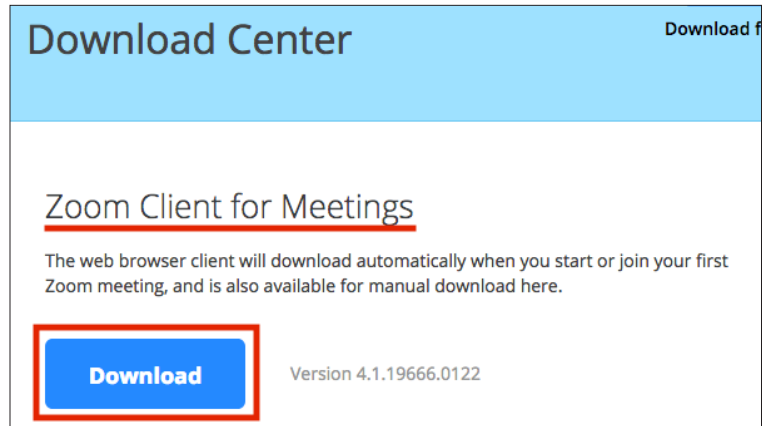 Download Center
Download f
Zoom Client for Meetings
The web browser client will download automatically when you start or join your first
Zoom meeting, and is also available for manual download here.
Download
Version 4.1.19666.0122